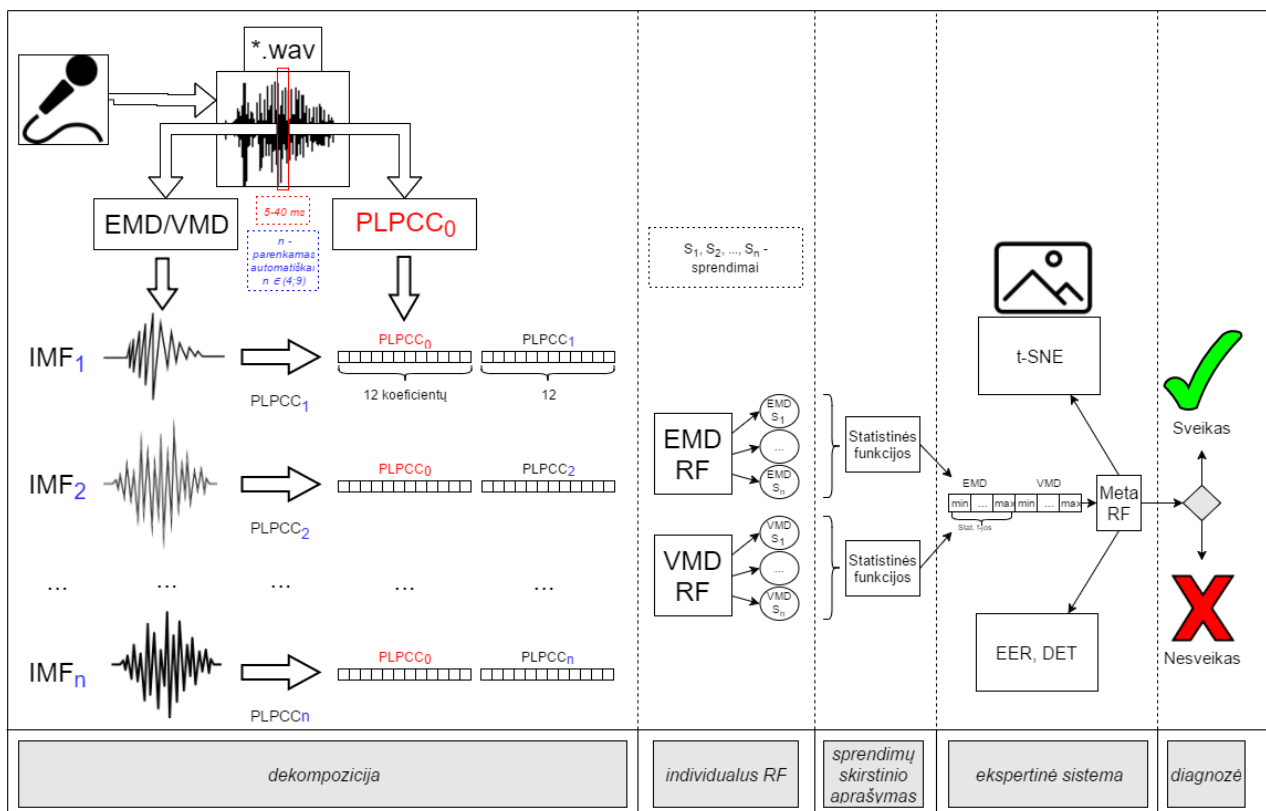 *.wav
EMD/VMD
5-40 ms
PLPCC0
n -
parenkamas
automatiškai
n ∈ (4;9)
S1, S2, ..., Sn -
sprendimai
IMF1
PLPCC1
PLPCC0
PLPCC1
12 koeficientų
12
IMF2
PLPCC2
PLPCC0
PLPCC2
... ... ... ... ...
IMFn
PLPCCn
PLPCC0
PLPCCn
EMD
RF
EMD
S1
...
EMD
Sn
VMD
RF
VMD
S1
...
VMD
Sn
Statistinės
funkcijos
Statistinės
funkcijos
t-SNE
EMD VMD
min ... max min ... max
Stat. f-jos
Meta
RF
EER, DET
Sveikas
Nesveikas
dekompozicija
individualus RF
sprendimų
skirstinio
aprašymas
ekspertinė sistema
diagnozė